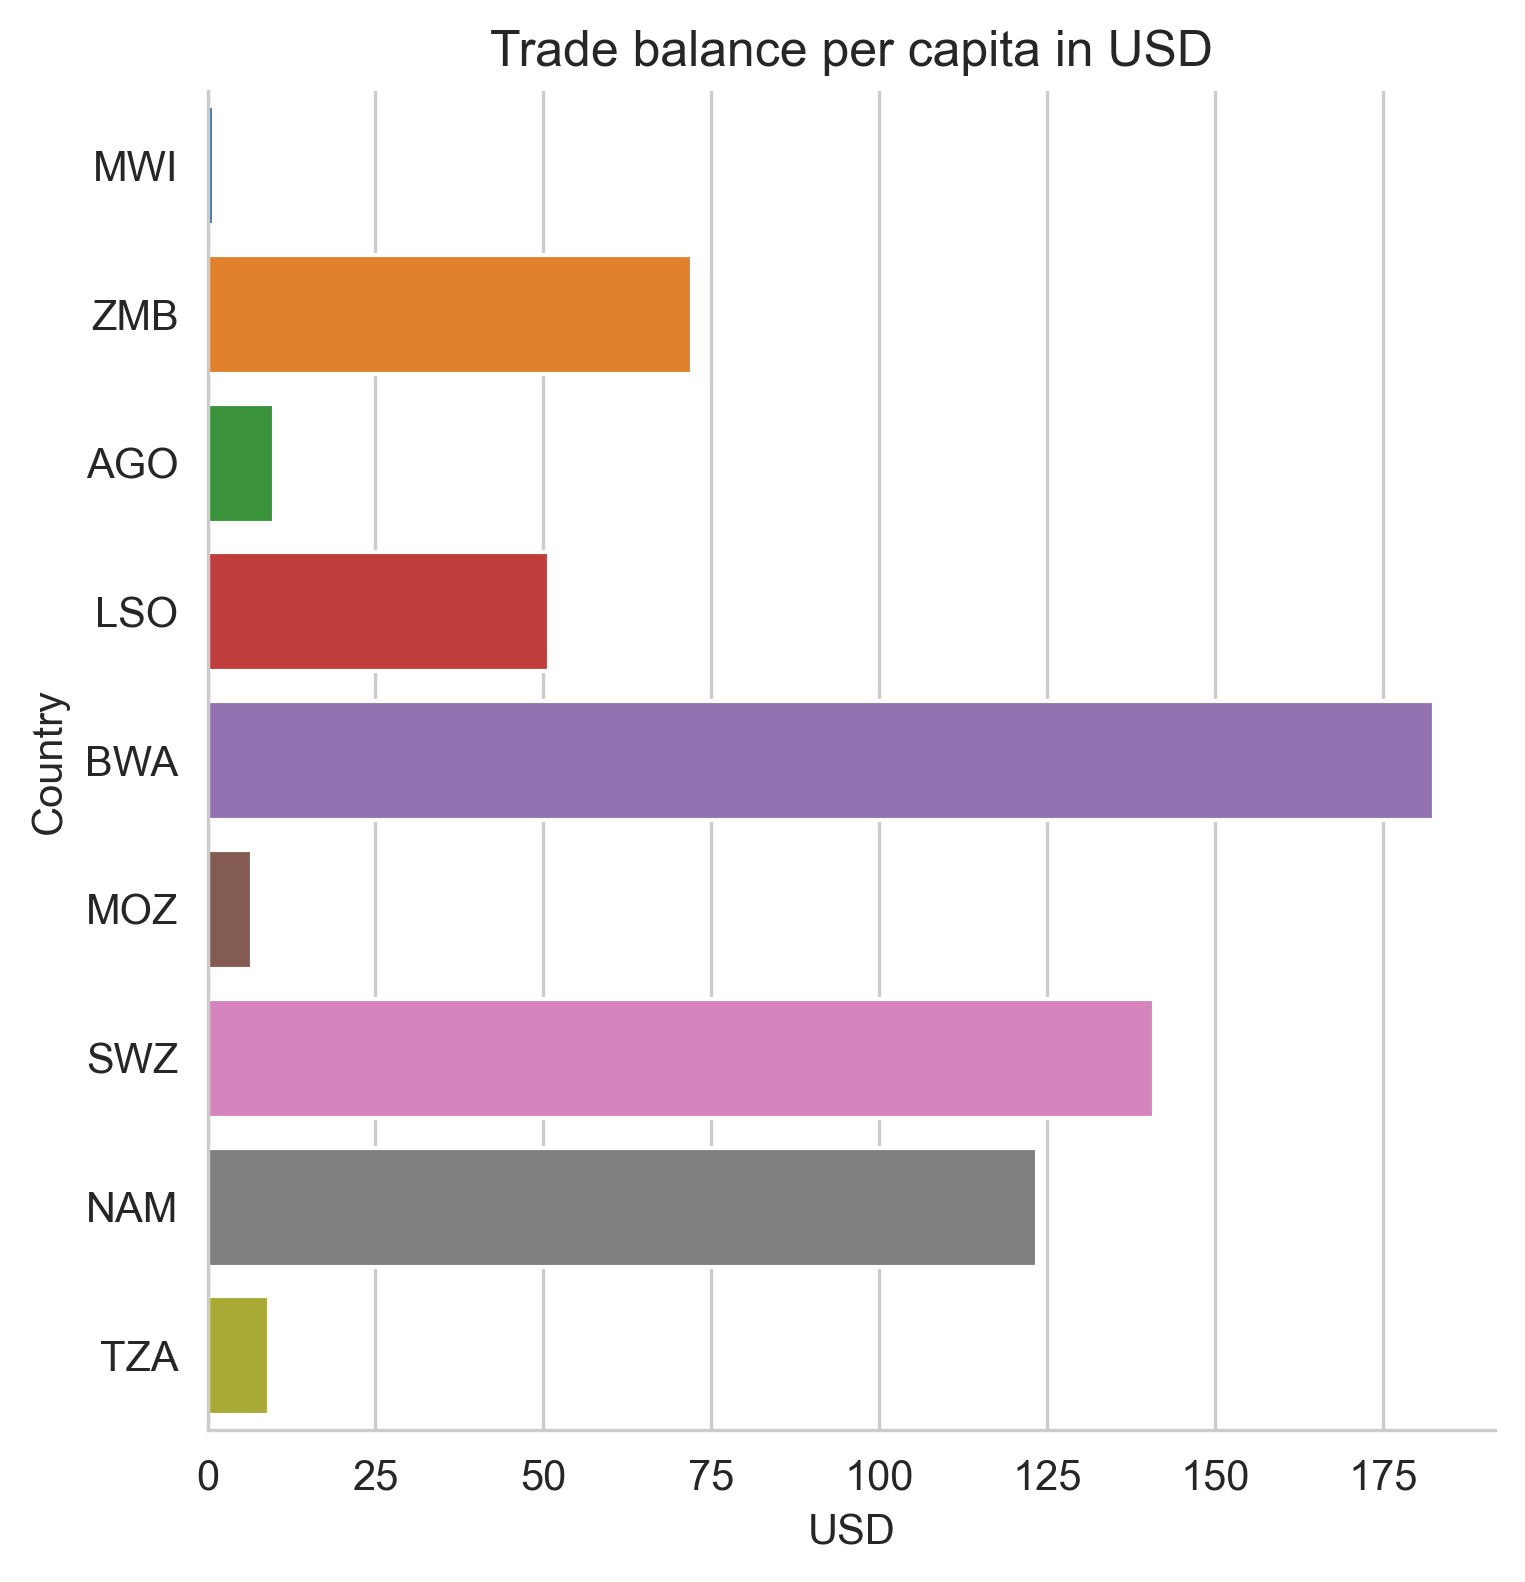 Trade balance per capita in USD
MWI
ZMB
AGO
LSO
BWA
MOZ
SWZ
NAM
TZA
Country
0 25 50 75 100 125 150 175
USD